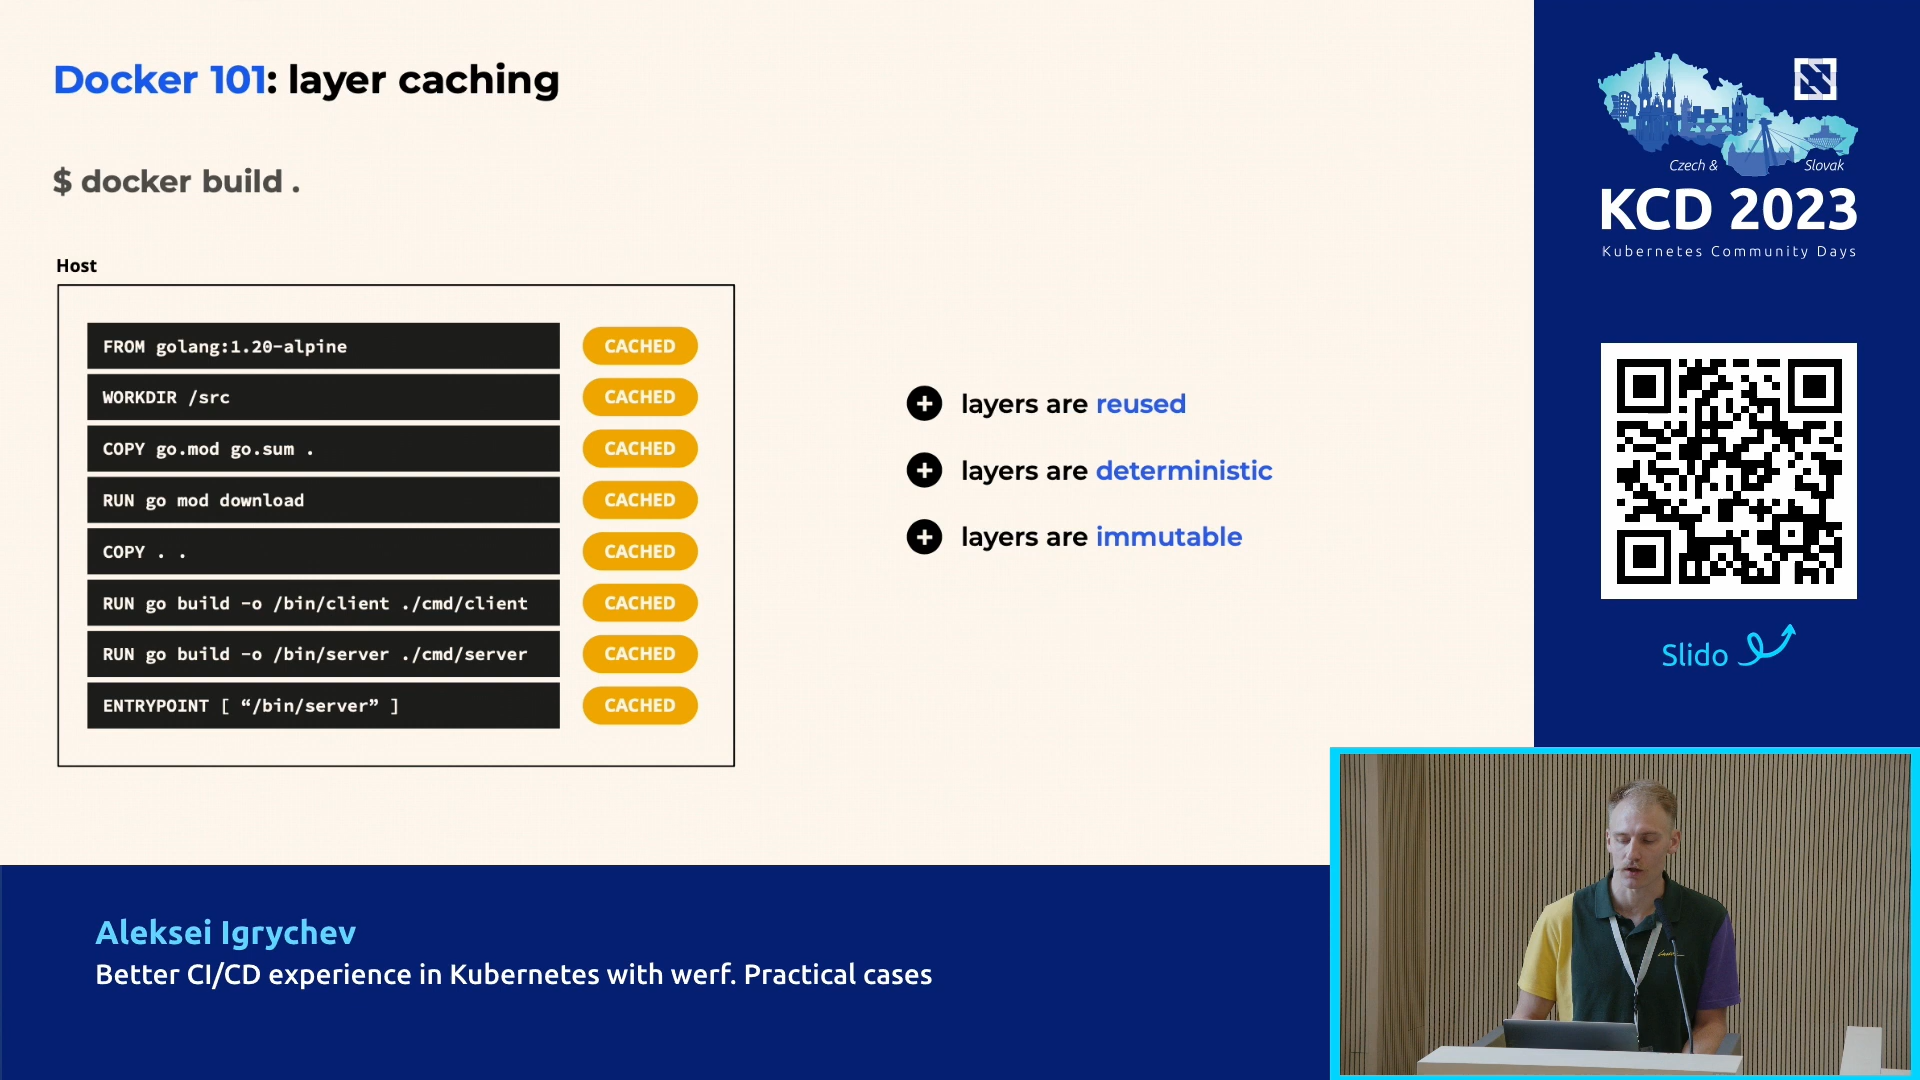 Docker 101: layer caching
$ docker build .
Host
FROM golang:1.20-alpine CACHED
WORKDIR /src CACHED
COPY go.mod go.sum . CACHED
RUN go mod download CACHED
COPY . . CACHED
RUN go build -o /bin/client ./cmd/client CACHED
RUN go build -o /bin/server ./cmd/server CACHED
ENTRYPOINT [ “/bin/server” ] CACHED
+ layers are reused
+ layers are deterministic
+ layers are immutable
Czech & Slovak
KCD 2023
Kubernetes Community Days
Slido
Aleksei Igrychev
Better CI/CD experience in Kubernetes with werf. Practical cases